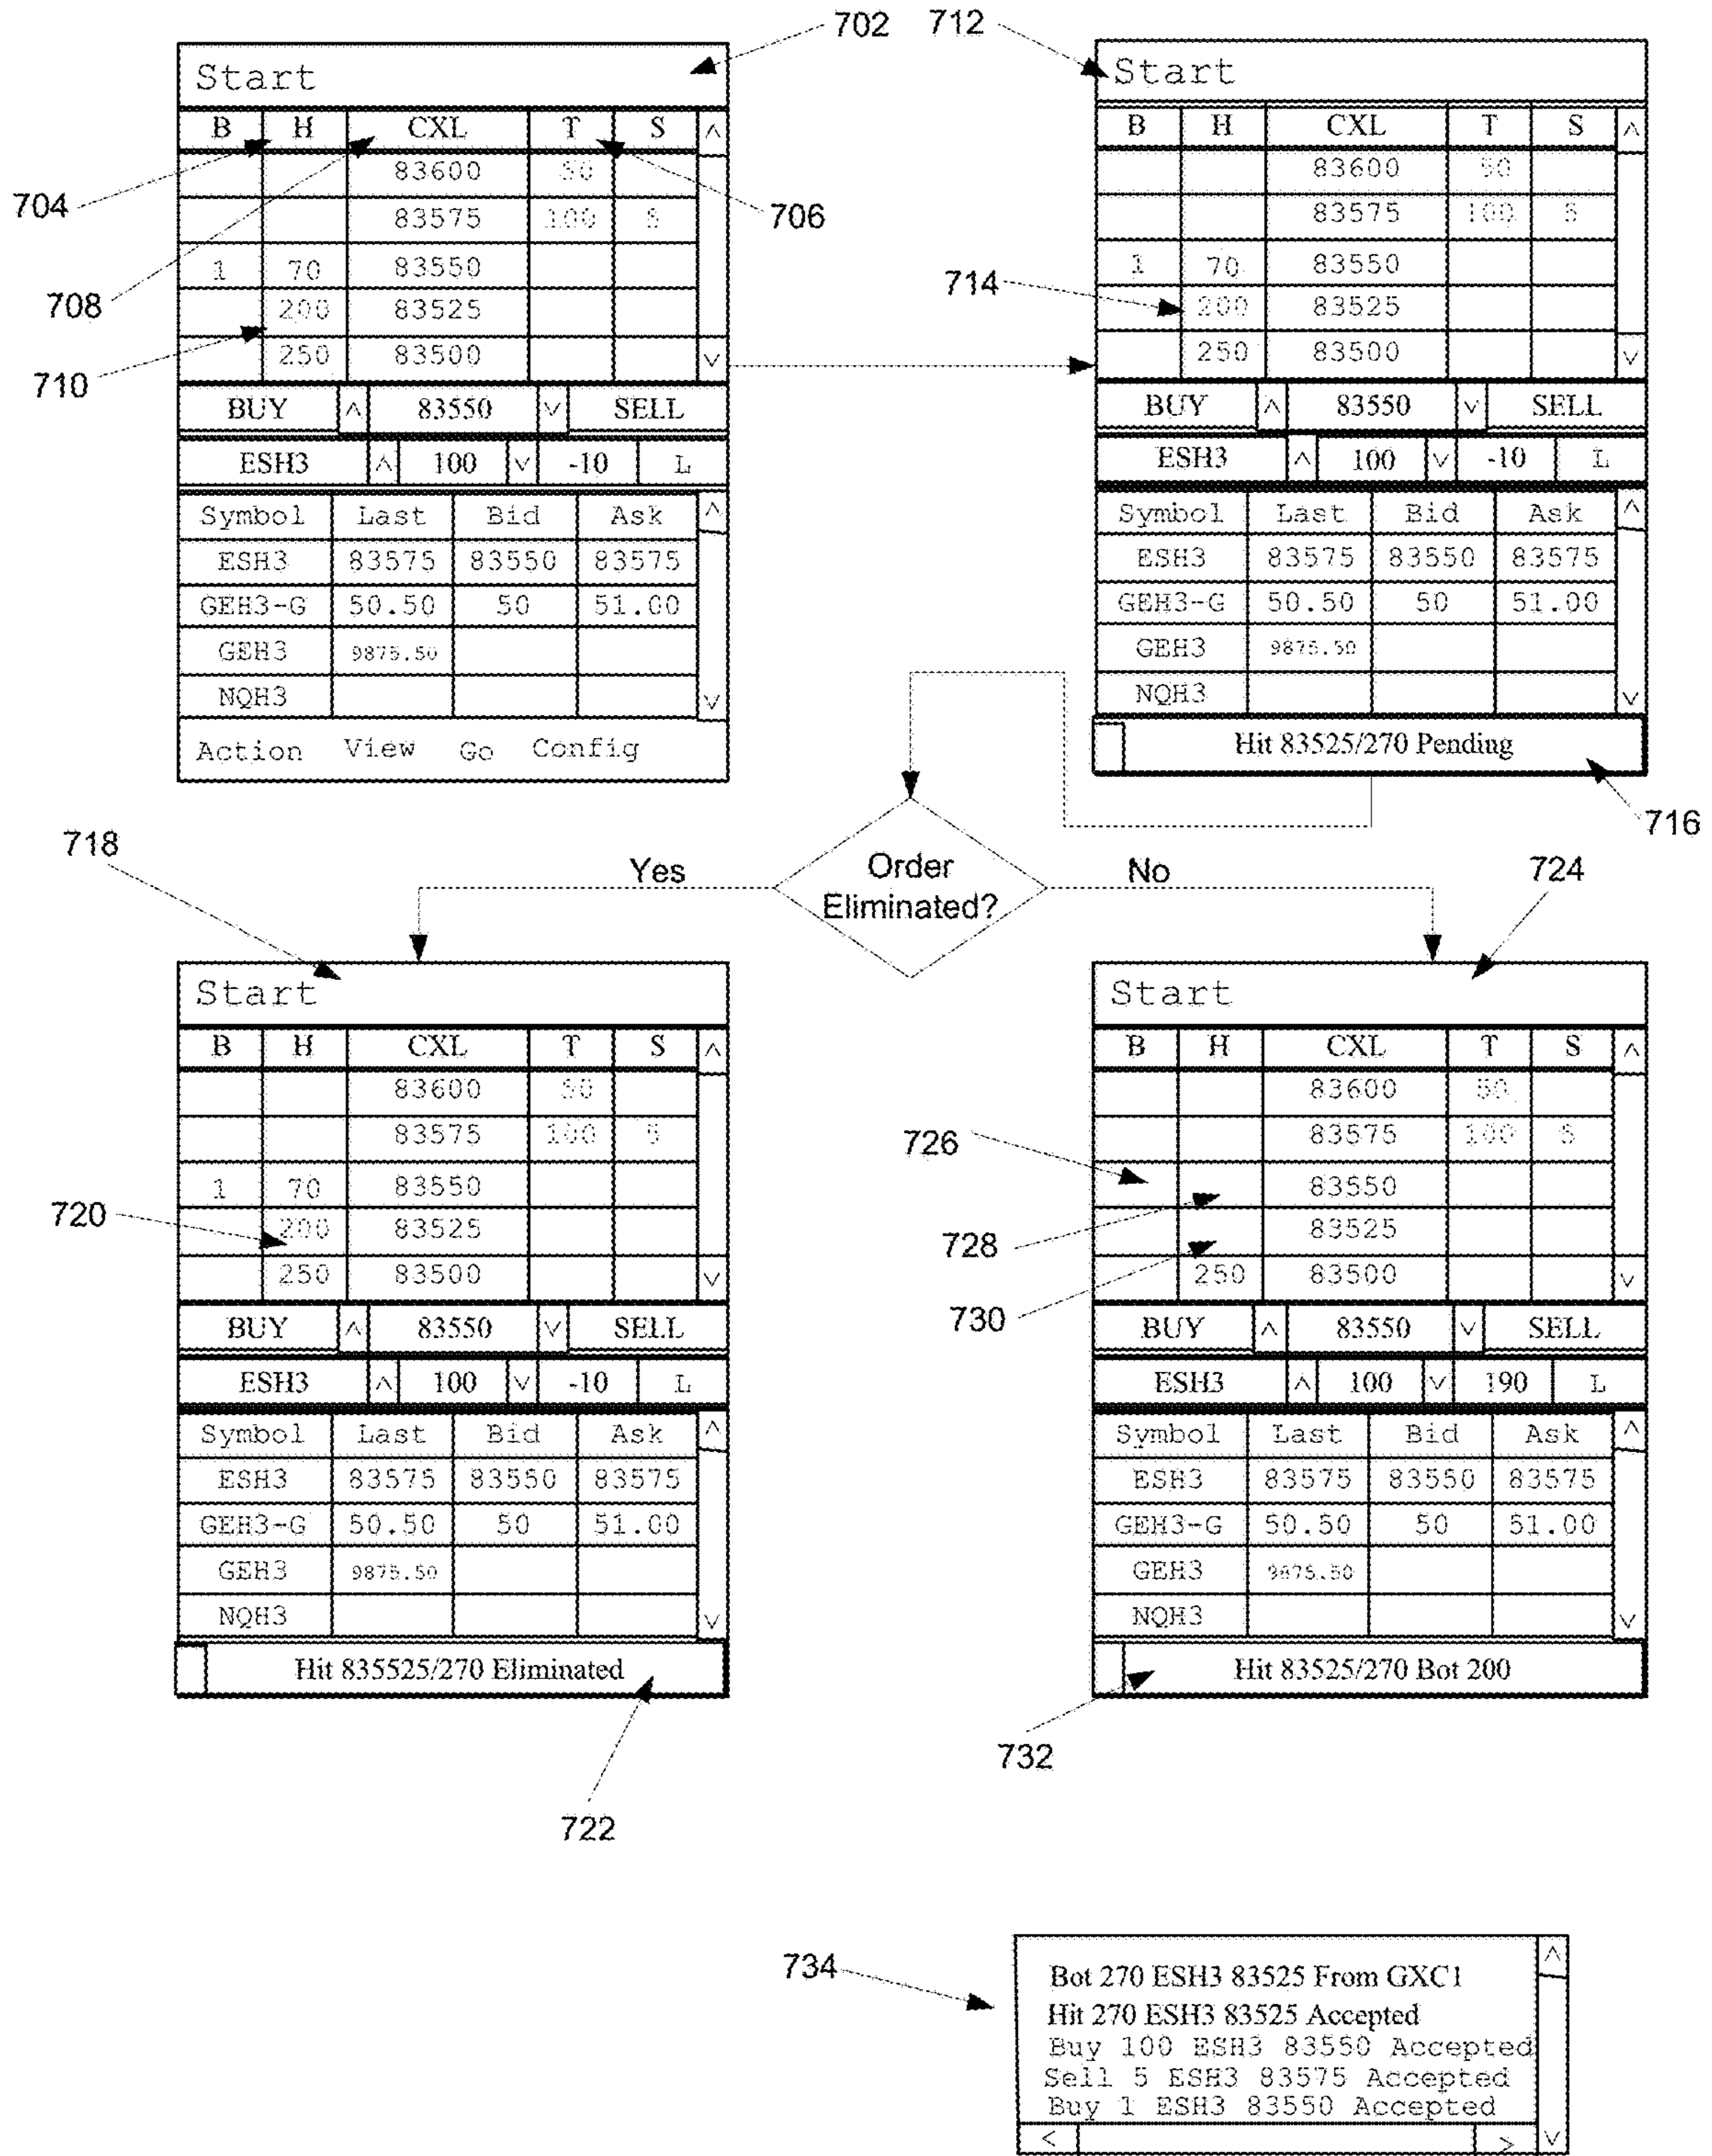 702 712
Start
B H CXL T S ^
83600 50
83575 100 5
1 70 83550
200 83525
250 83500 v
BUY ^ 83550 v SELL
ESH3 ^ 100 v -10 L
Symbol Last Bid Ask ^
ESH3 83575 83550 83575
GEH3-G 50.50 50 51.00
GEH3 9875.50
NQH3 v
Action View Go Config
704
708
710
706
Start
B H CXL T S ^
83600 50
83575 100 5
1 70 83550
200 83525
250 83500 v
BUY ^ 83550 v SELL
ESH3 ^ 100 v -10 L
Symbol Last Bid Ask ^
ESH3 83575 83550 83575
GEH3-G 50.50 50 51.00
GEH3 9875.50
NQH3 v
Hit 83525/270 Pending
714
716
Order
Eliminated?
Yes
No
718
724
Start
B H CXL T S ^
83600 50
83575 100 5
1 70 83550
200 83525
250 83500 v
BUY ^ 83550 v SELL
ESH3 ^ 100 v -10 L
Symbol Last Bid Ask ^
ESH3 83575 83550 83575
GEH3-G 50.50 50 51.00
GEH3 9875.50
NQH3 v
Hit 835525/270 Eliminated
720
722
Start
B H CXL T S ^
83600 50
83575 100 5
83550
83525
250 83500 v
BUY ^ 83550 v SELL
ESH3 ^ 100 v 190 L
Symbol Last Bid Ask ^
ESH3 83575 83550 83575
GEH3-G 50.50 50 51.00
GEH3 9875.50
NQH3 v
Hit 83525/270 Bot 200
726
728
730
732
734
Bot 270 ESH3 83525 From GXC1 ^
Hit 270 ESH3 83525 Accepted
Buy 100 ESH3 83550 Accepted
Sell 5 ESH3 83575 Accepted
Buy 1 ESH3 83550 Accepted
< > v